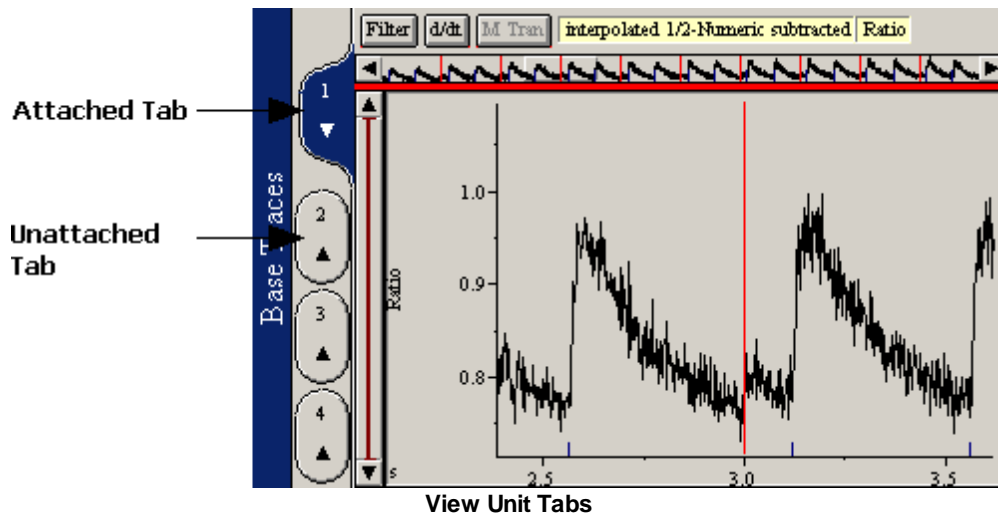 Filter d/dt M Tran interpolated 1/2-Numeric subtracted Ratio
Attached Tab
Unattached
Tab
Base Traces
1
2
3
4
Ratio
1.0
0.9
0.8
s
2.5 3.0 3.5
View Unit Tabs